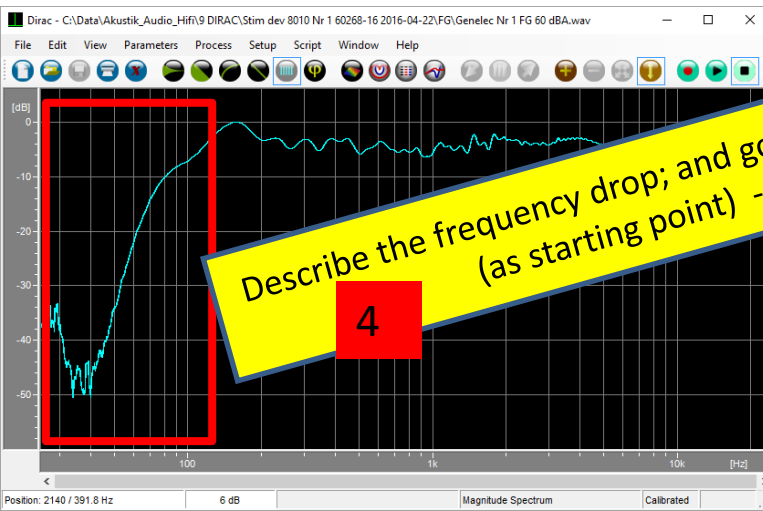 Dirac - C:\Data\Akustik_Audio_Hifi\9 DIRAC\Stim dev 8010 Nr 1 60268-16 2016-04-22\FG\Genelec Nr 1 FG 60 dBA.wav
File Edit View Parameters Process Setup Script Window Help
[dB]
0
-10
-20
-30
-40
-50
Describe the frequency drop; and
(as starting point) -
4
100 1k 10k [Hz]
Position: 2140 / 391.8 Hz 6 dB Magnitude Spectrum Calibrated